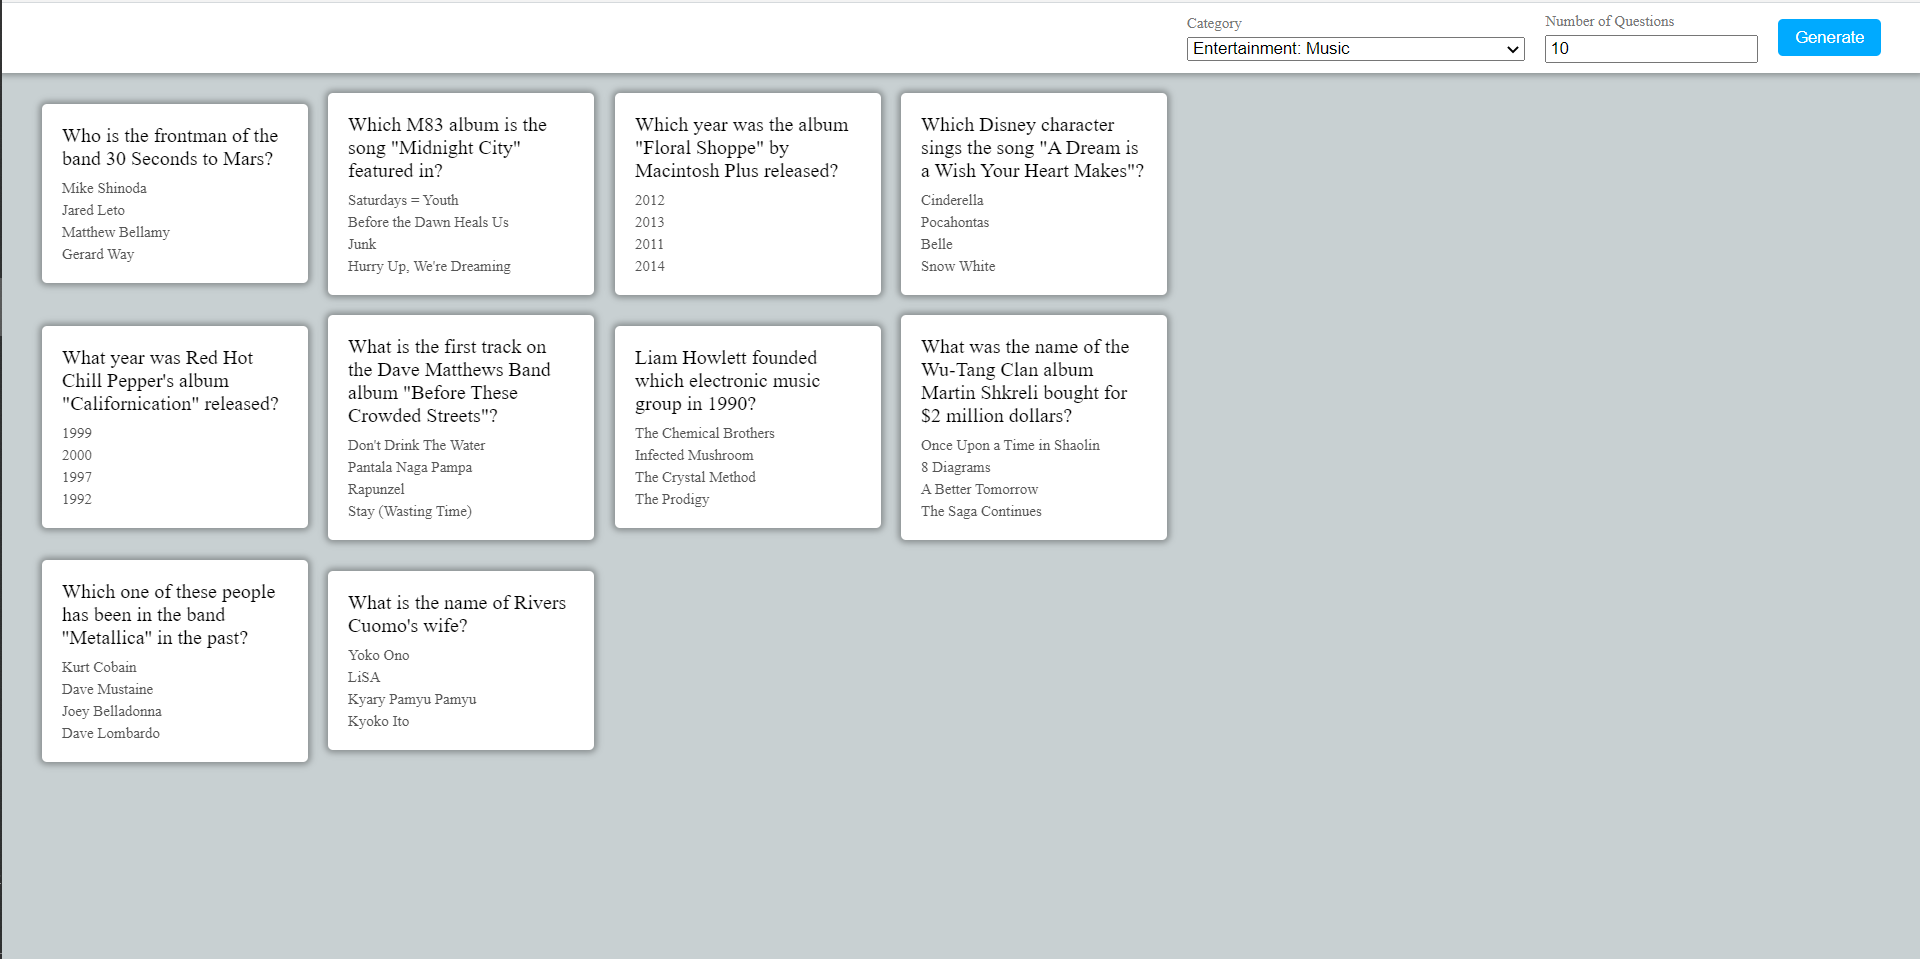 Category
Entertainment: Music
Number of Questions
10
Generate
Who is the frontman of the
band 30 Seconds to Mars?
Mike Shinoda
Jared Leto
Matthew Bellamy
Gerard Way
Which M83 album is the
song "Midnight City"
featured in?
Saturdays = Youth
Before the Dawn Heals Us
Junk
Hurry Up, We're Dreaming
Which year was the album
"Floral Shoppe" by
Macintosh Plus released?
2012
2013
2011
2014
Which Disney character
sings the song "A Dream is
a Wish Your Heart Makes"?
Cinderella
Pocahontas
Belle
Snow White
What year was Red Hot
Chill Pepper's album
"Californication" released?
1999
2000
1997
1992
What is the first track on
the Dave Matthews Band
album "Before These
Crowded Streets"?
Don't Drink The Water
Pantala Naga Pampa
Rapunzel
Stay (Wasting Time)
Liam Howlett founded
which electronic music
group in 1990?
The Chemical Brothers
Infected Mushroom
The Crystal Method
The Prodigy
What was the name of the
Wu-Tang Clan album
Martin Shkreli bought for
$2 million dollars?
Once Upon a Time in Shaolin
8 Diagrams
A Better Tomorrow
The Saga Continues
Which one of these people
has been in the band
"Metallica" in the past?
Kurt Cobain
Dave Mustaine
Joey Belladonna
Dave Lombardo
What is the name of Rivers
Cuomo's wife?
Yoko Ono
LiSA
Kyary Pamyu Pamyu
Kyoko Ito